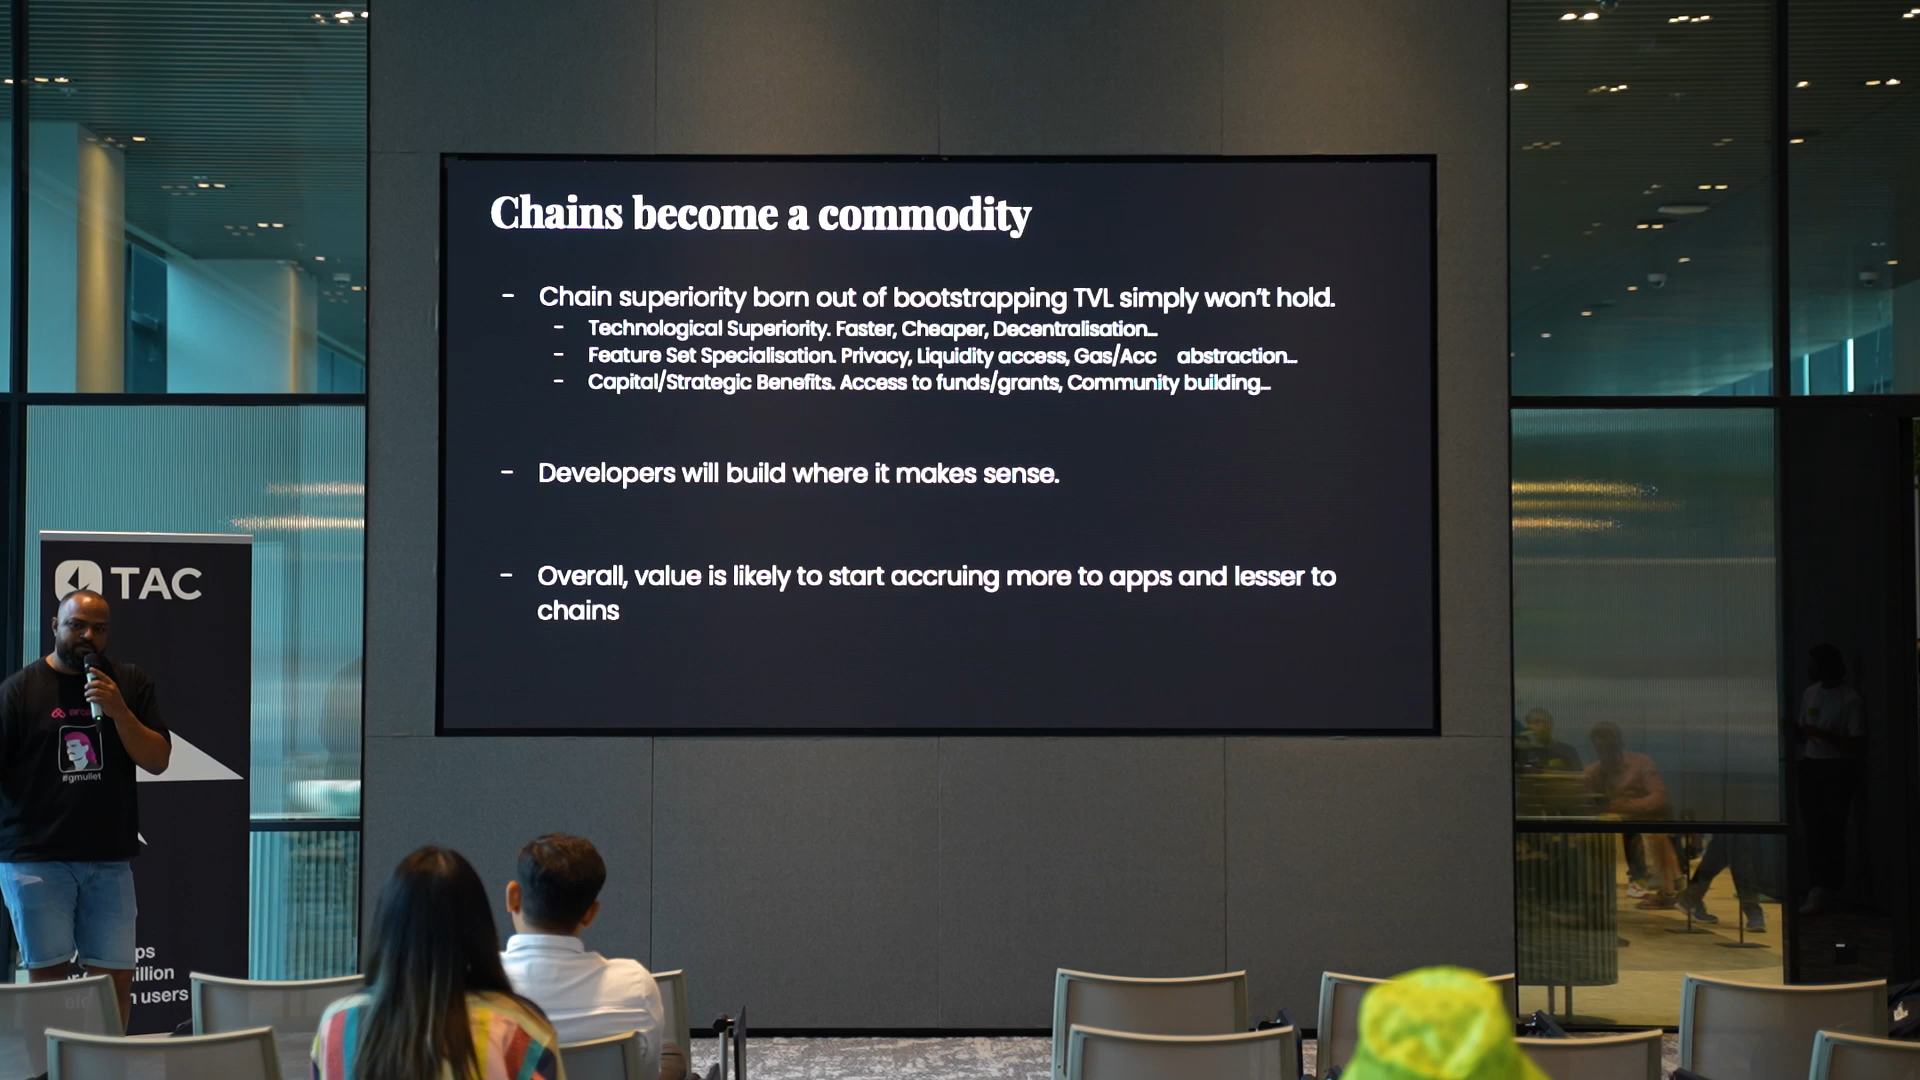 Chains become a commodity
- Chain superiority born out of bootstrapping TVL simply won't hold.
- Technological Superiority. Faster, Cheaper, Decentralisation...
- Feature Set Specialisation. Privacy, Liquidity access, Gas/Acc abstraction...
- Capital/Strategic Benefits. Access to funds/grants, Community building...
- Developers will build where it makes sense.
- Overall, value is likely to start accruing more to apps and lesser to
chains
TAC
#gmullet
users